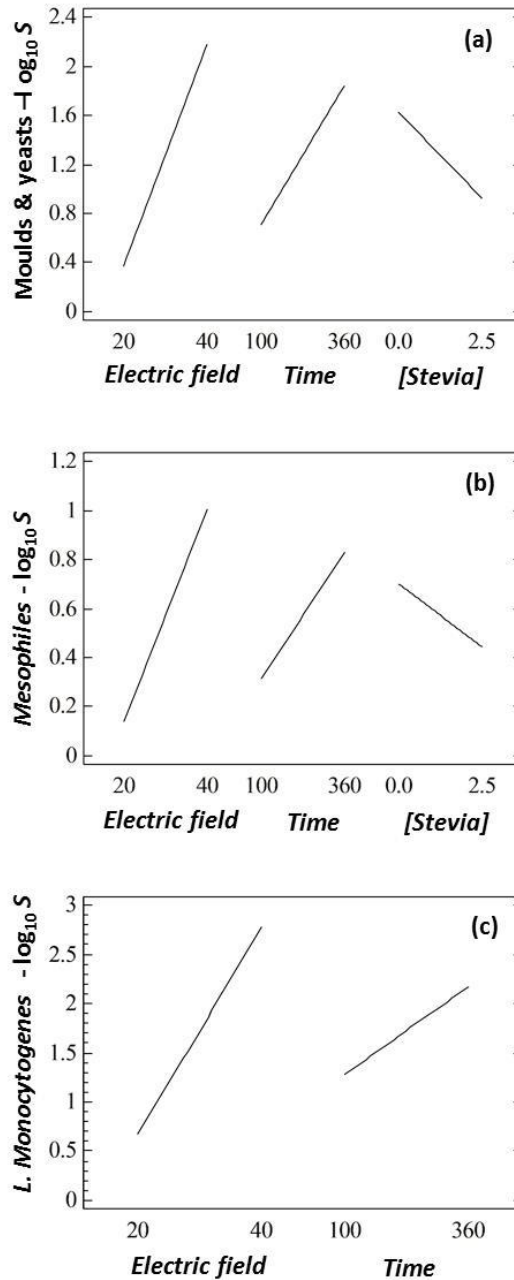 (a)
Moulds & yeasts –l og10 S
2.4
2
1.6
1.2
0.8
0.4
0
20 40 100 360 0.0 2.5
Electric field Time [Stevia]
(b)
Mesophiles - log10 S
1.2
1
0.8
0.6
0.4
0.2
0
20 40 100 360 0.0 2.5
Electric field Time [Stevia]
(c)
L. Monocytogenes - log10 S
3
2.5
2
1.5
1
0.5
0
20 40 100 360
Electric field Time